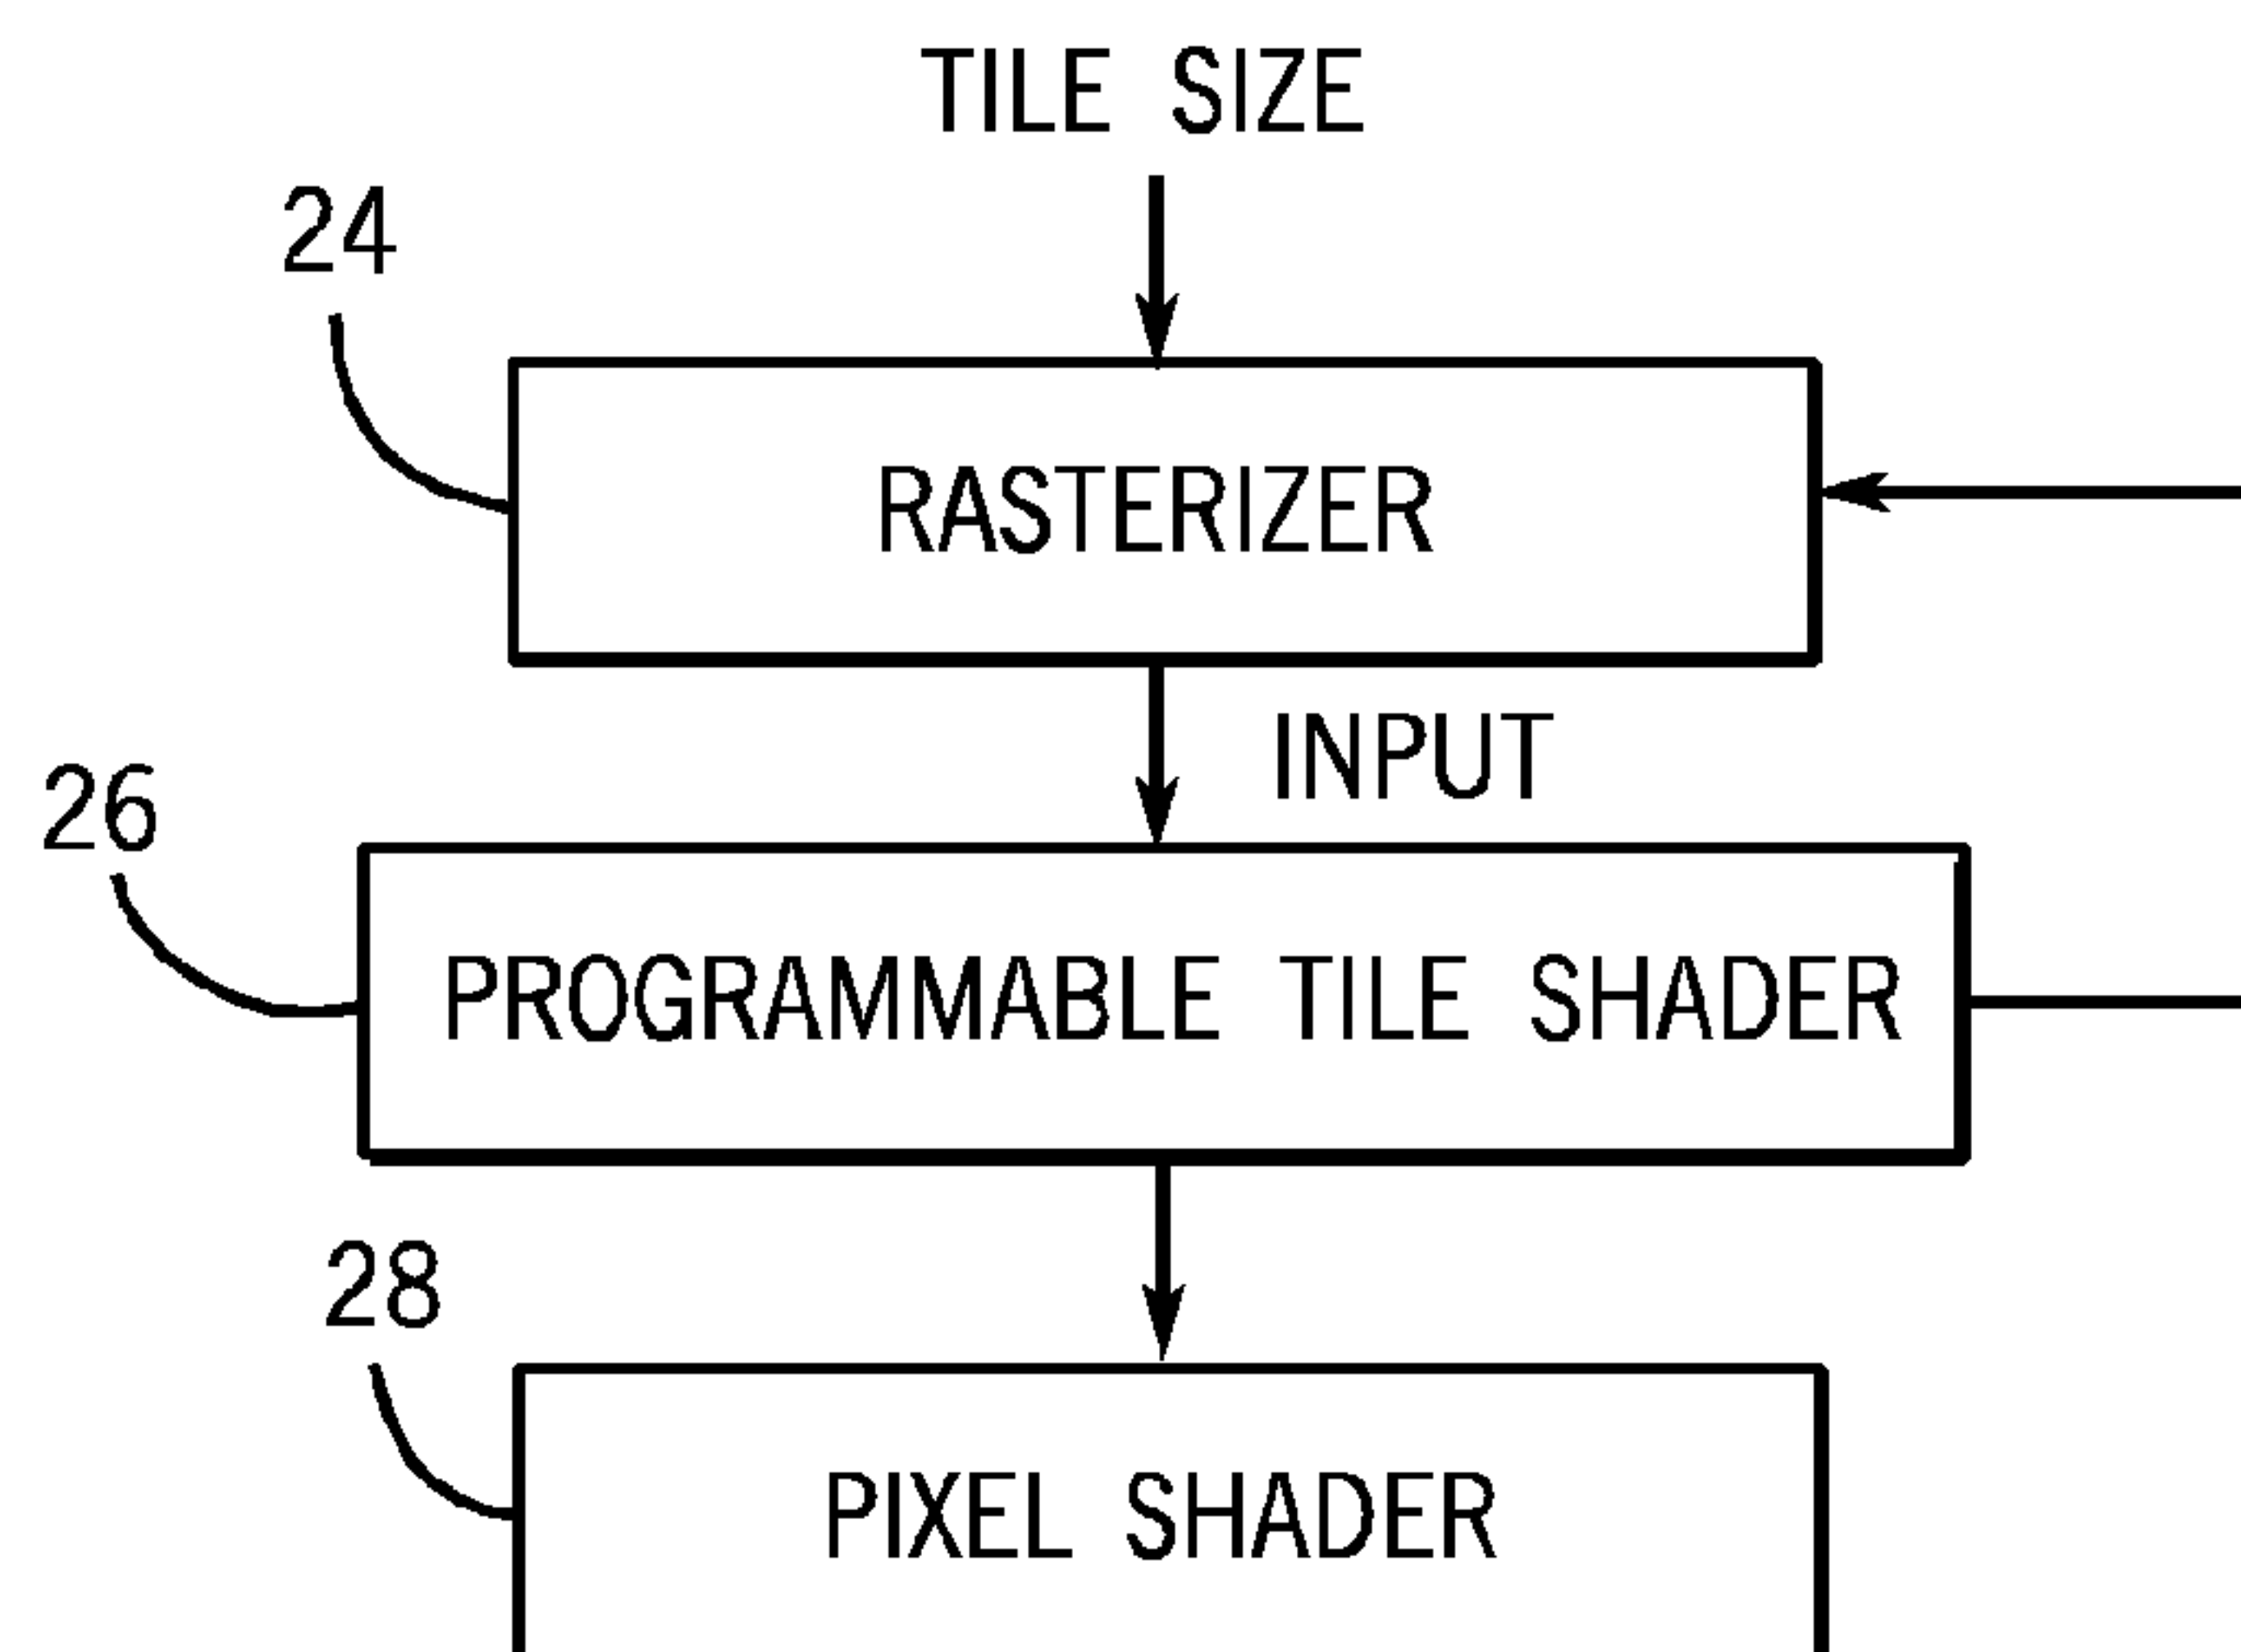 TILE SIZE
24
RASTERIZER
INPUT
26
PROGRAMMABLE TILE SHADER
28
PIXEL SHADER